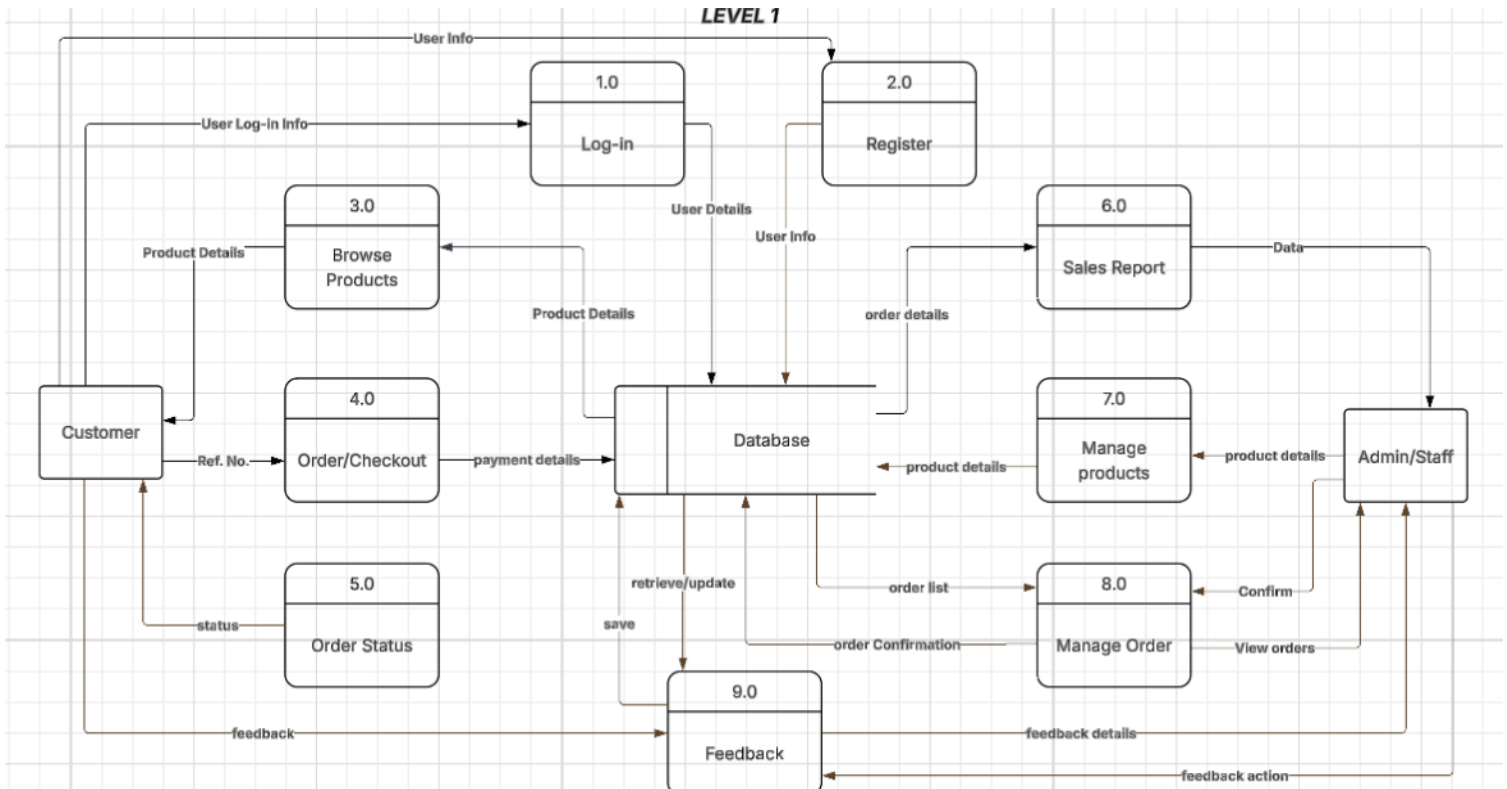 LEVEL 1
User Info
1.0
2.0
User Log-in Info
Log-in
Register
3.0
User Details
6.0
Product Details
Browse
Products
User Info
Sales Report
Data
Product Details
order details
4.0
7.0
Customer
Ref. No.
Order/Checkout
payment details
Database
product details
Manage
products
product details
Admin/Staff
5.0
retrieve/update
order list
8.0
Confirm
status
Order Status
save
order Confirmation
Manage Order
View orders
9.0
feedback
Feedback
feedback details
feedback action